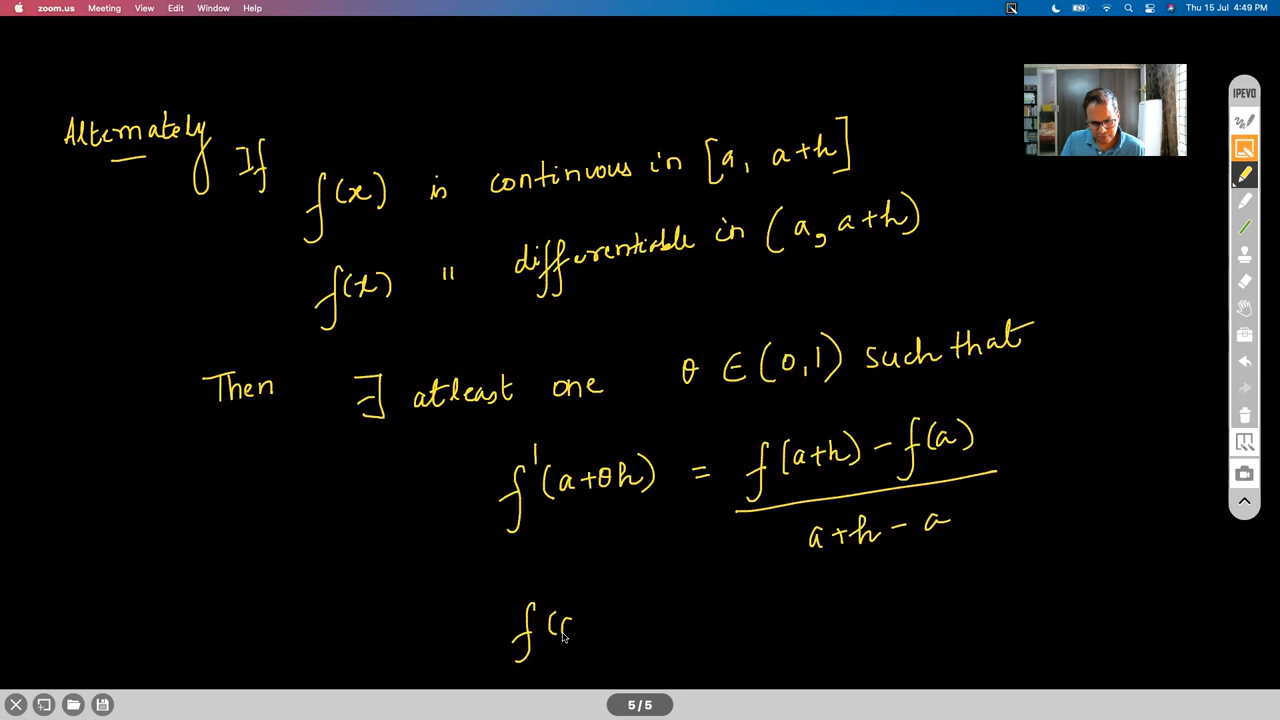 zoom.us Meeting View Edit Window Help Thu 15 Jul 4:49 PM
IPEVO
Alternately If f(x) is continuous in [a, a+h]
f(x) " differentiable in (a, a+h)
Then ∃ atleast one θ ∈ (0,1) such that
f'(a+θh) = f(a+h) - f(a)
a+h - a
f(
5/5